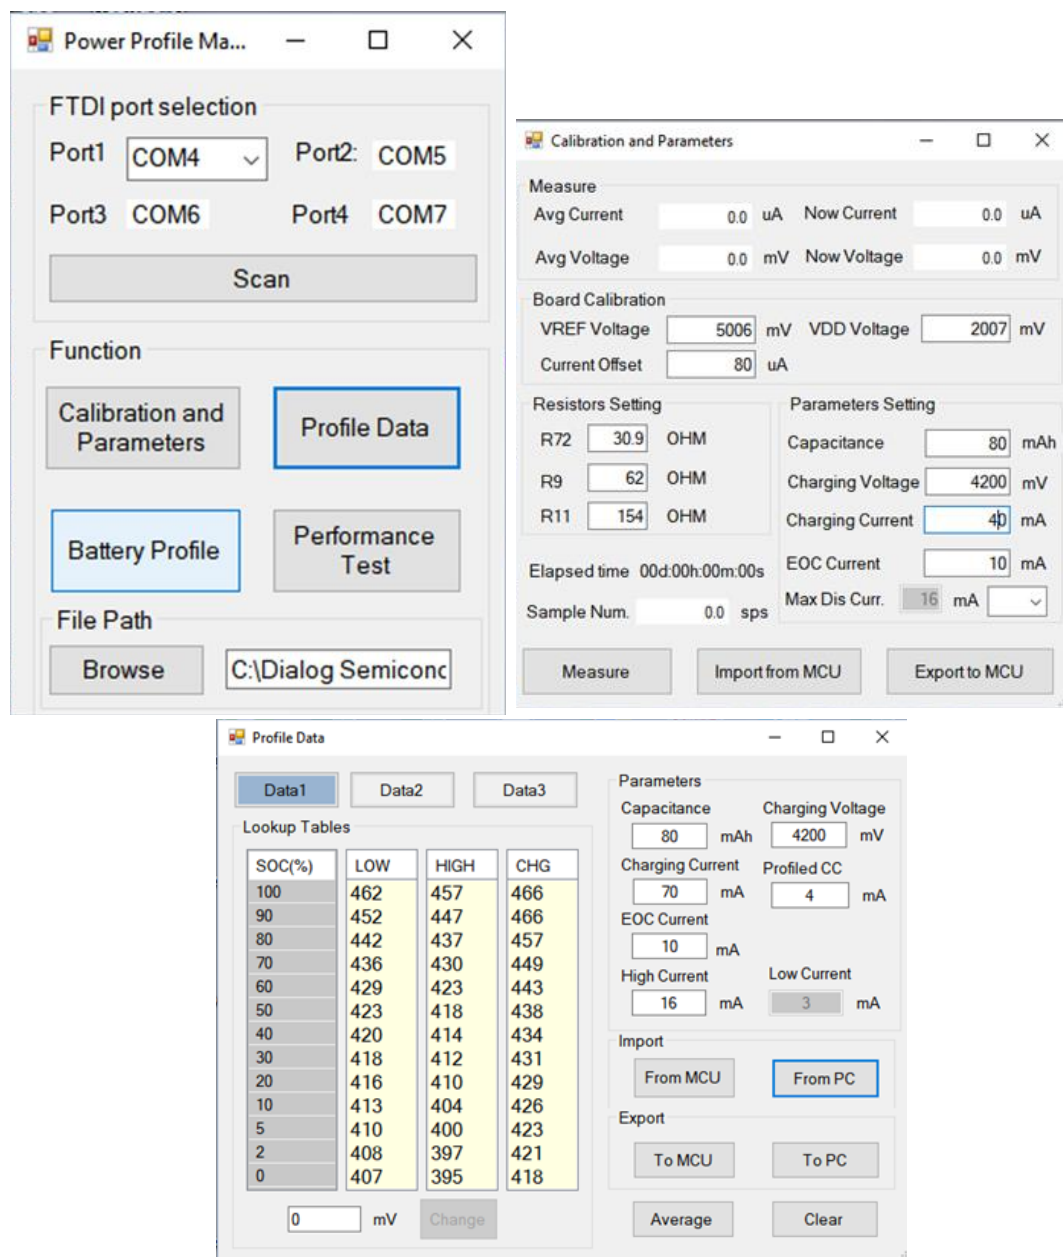 Power Profile Ma...
FTDI port selection
Port1 COM4 Port2: COM5
Port3 COM6 Port4 COM7
Scan
Function
Calibration and Parameters Profile Data
Battery Profile Performance Test
File Path
Browse C:\Dialog Semiconc
Calibration and Parameters
Measure
Avg Current 0.0 uA Now Current 0.0 uA
Avg Voltage 0.0 mV Now Voltage 0.0 mV
Board Calibration
VREF Voltage 5006 mV VDD Voltage 2007 mV
Current Offset 80 uA
Resistors Setting
R72 30.9 OHM
R9 62 OHM
R11 154 OHM
Parameters Setting
Capacitance 80 mAh
Charging Voltage 4200 mV
Charging Current 40 mA
EOC Current 10 mA
Max Dis Curr. 16 mA
Elapsed time 00d:00h:00m:00s
Sample Num. 0.0 sps
Measure Import from MCU Export to MCU
Profile Data
Data1 Data2 Data3
Lookup Tables
SOC(%) LOW HIGH CHG
100 462 457 466
90 452 447 466
80 442 437 457
70 436 430 449
60 429 423 443
50 423 418 438
40 420 414 434
30 418 412 431
20 416 410 429
10 413 404 426
5 410 400 423
2 408 397 421
0 407 395 418
0 mV Change
Parameters
Capacitance Charging Voltage
80 mAh 4200 mV
Charging Current Profiled CC
70 mA 4 mA
EOC Current
10 mA
High Current Low Current
16 mA 3 mA
Import
From MCU From PC
Export
To MCU To PC
Average Clear